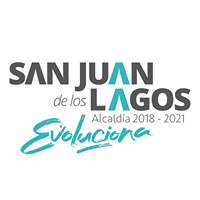 SAN JUAN
de los LAGOS
Alcaldía 2018 - 2021
Evoluciona